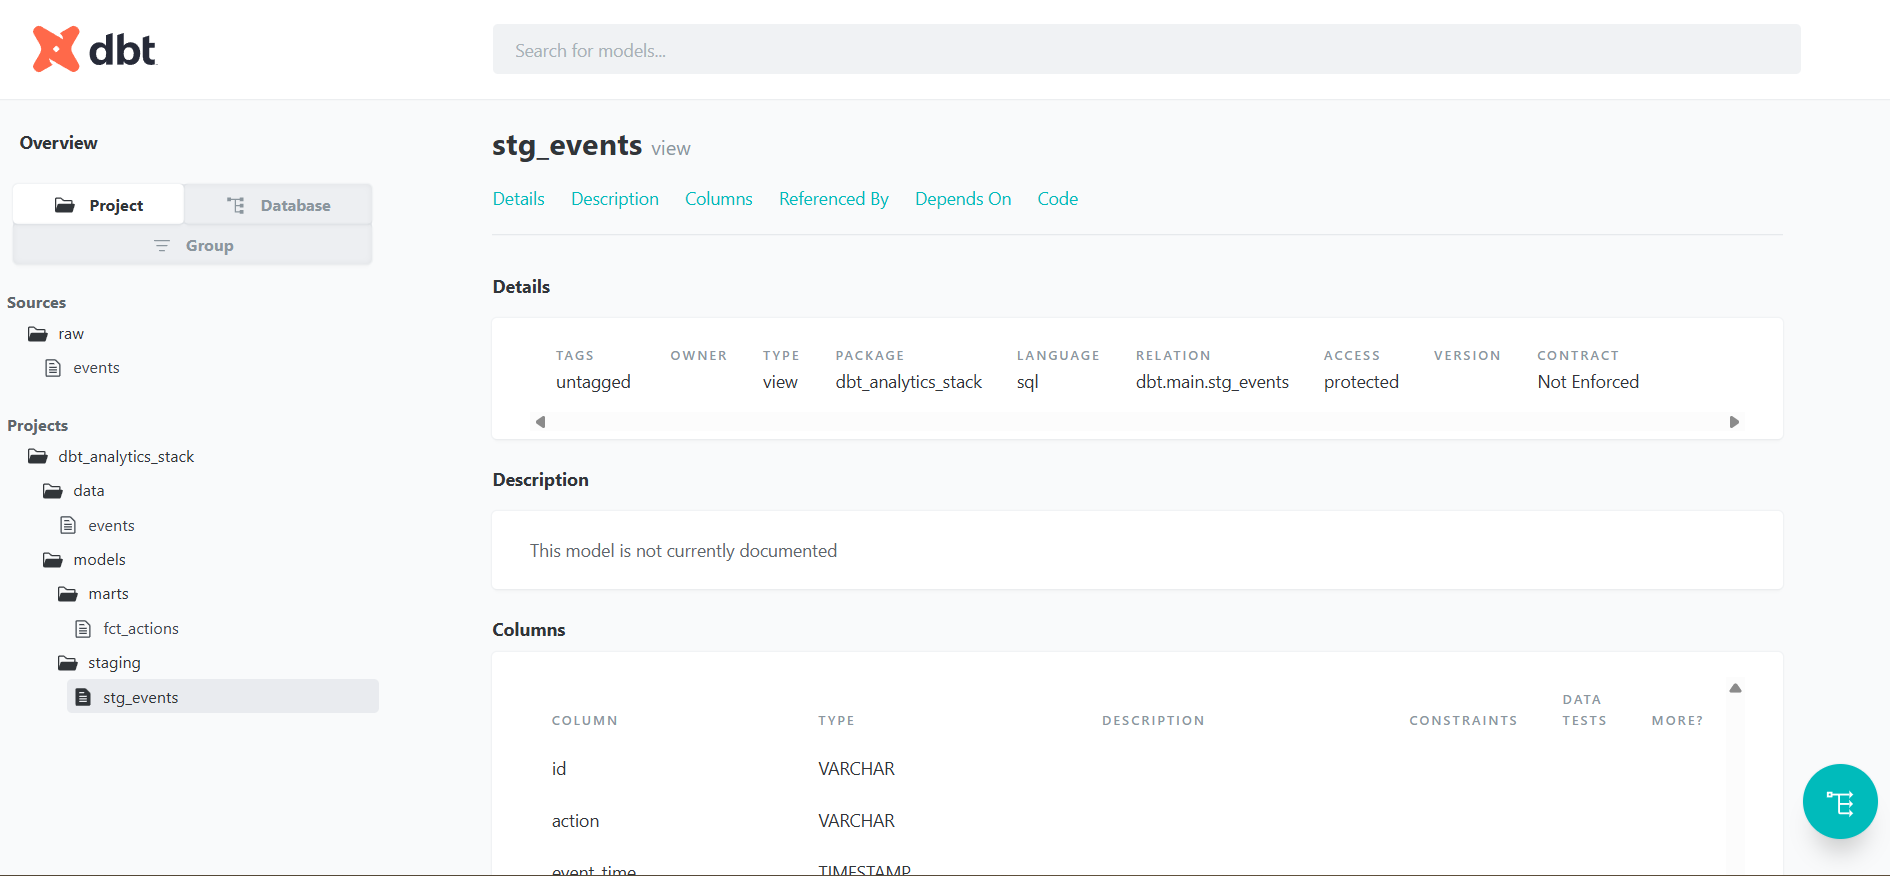 dbt
Search for models...
Overview
Project
Database
Group
Sources
raw
events
Projects
dbt_analytics_stack
data
events
models
marts
fct_actions
staging
stg_events
stg_events view
Details Description Columns Referenced By Depends On Code
Details
TAGS OWNER TYPE PACKAGE LANGUAGE RELATION ACCESS VERSION CONTRACT
untagged view dbt_analytics_stack sql dbt.main.stg_events protected Not Enforced
Description
This model is not currently documented
Columns
COLUMN TYPE DESCRIPTION CONSTRAINTS DATA TESTS MORE?
id VARCHAR
action VARCHAR
event_time TIMESTAMP